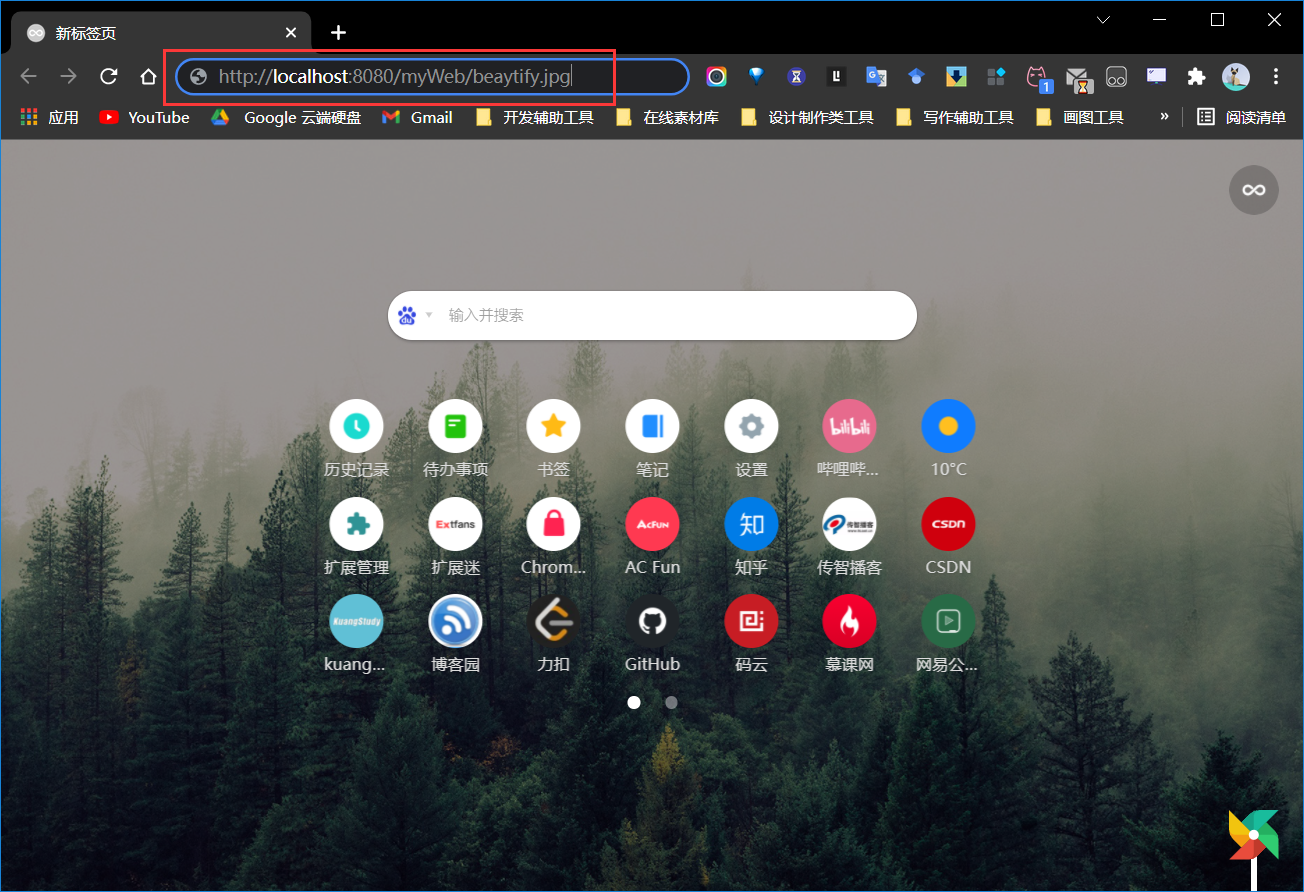 新标签页
http://localhost:8080/myWeb/beaytify.jpg
1
应用 YouTube Google 云端硬盘 Gmail 开发辅助工具 在线素材库 设计制作类工具 写作辅助工具 画图工具 » 阅读清单
du 输入并搜索
bilibili
历史记录 待办事项 书签 笔记 设置 哔哩哔... 10°C
Extfans AcFun 知 传智播客 CSDN
扩展管理 扩展迷 Chrom... AC Fun 知乎 传智播客 CSDN
KuangStudy
kuang... 博客园 力扣 GitHub 码云 慕课网 网易公...